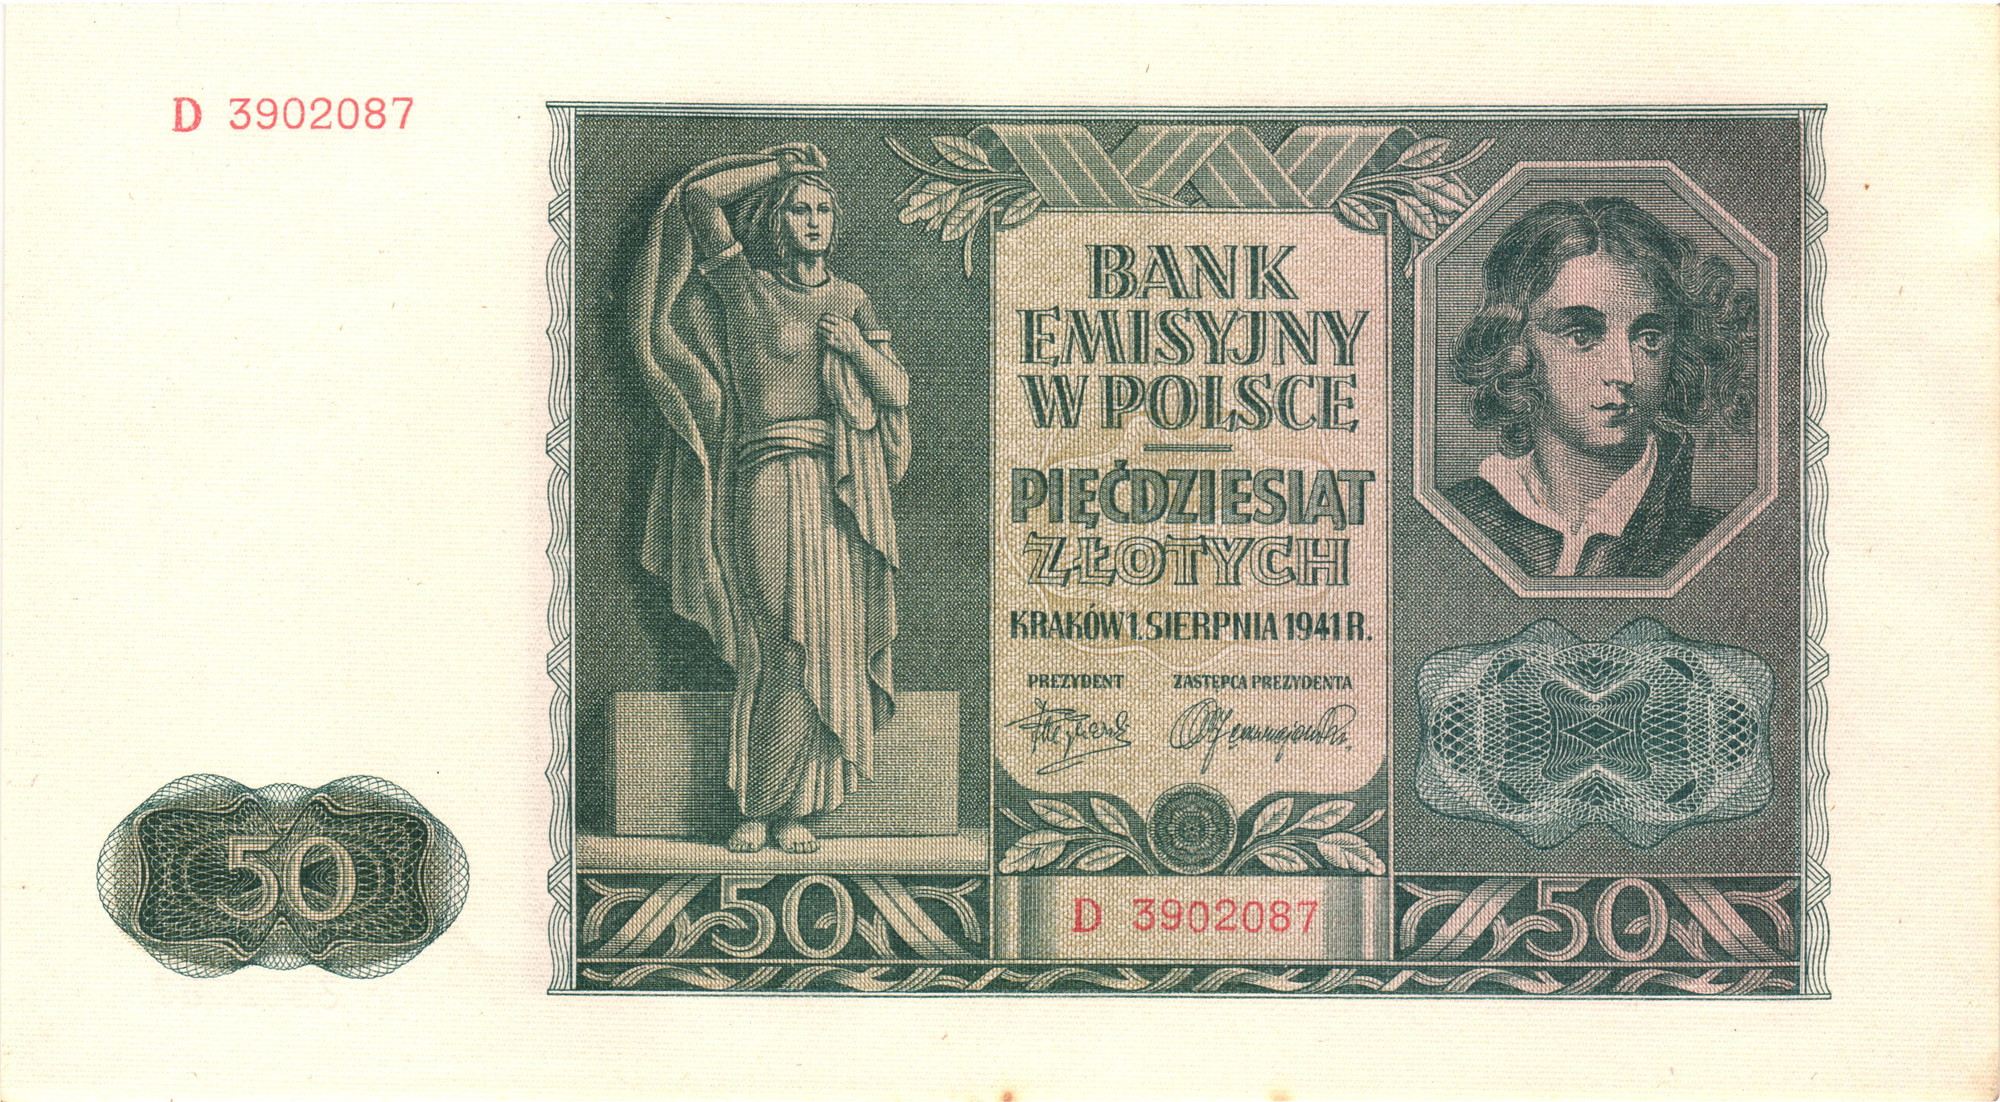 D 3902087
BANK
EMISYJNY
W POLSCE
PIĘĆDZIESIĄT
ZŁOTYCH
KRAKÓW 1. SIERPNIA 1941 R.
PREZYDENT ZASTĘPCA PREZYDENTA
50
50
D 3902087
50